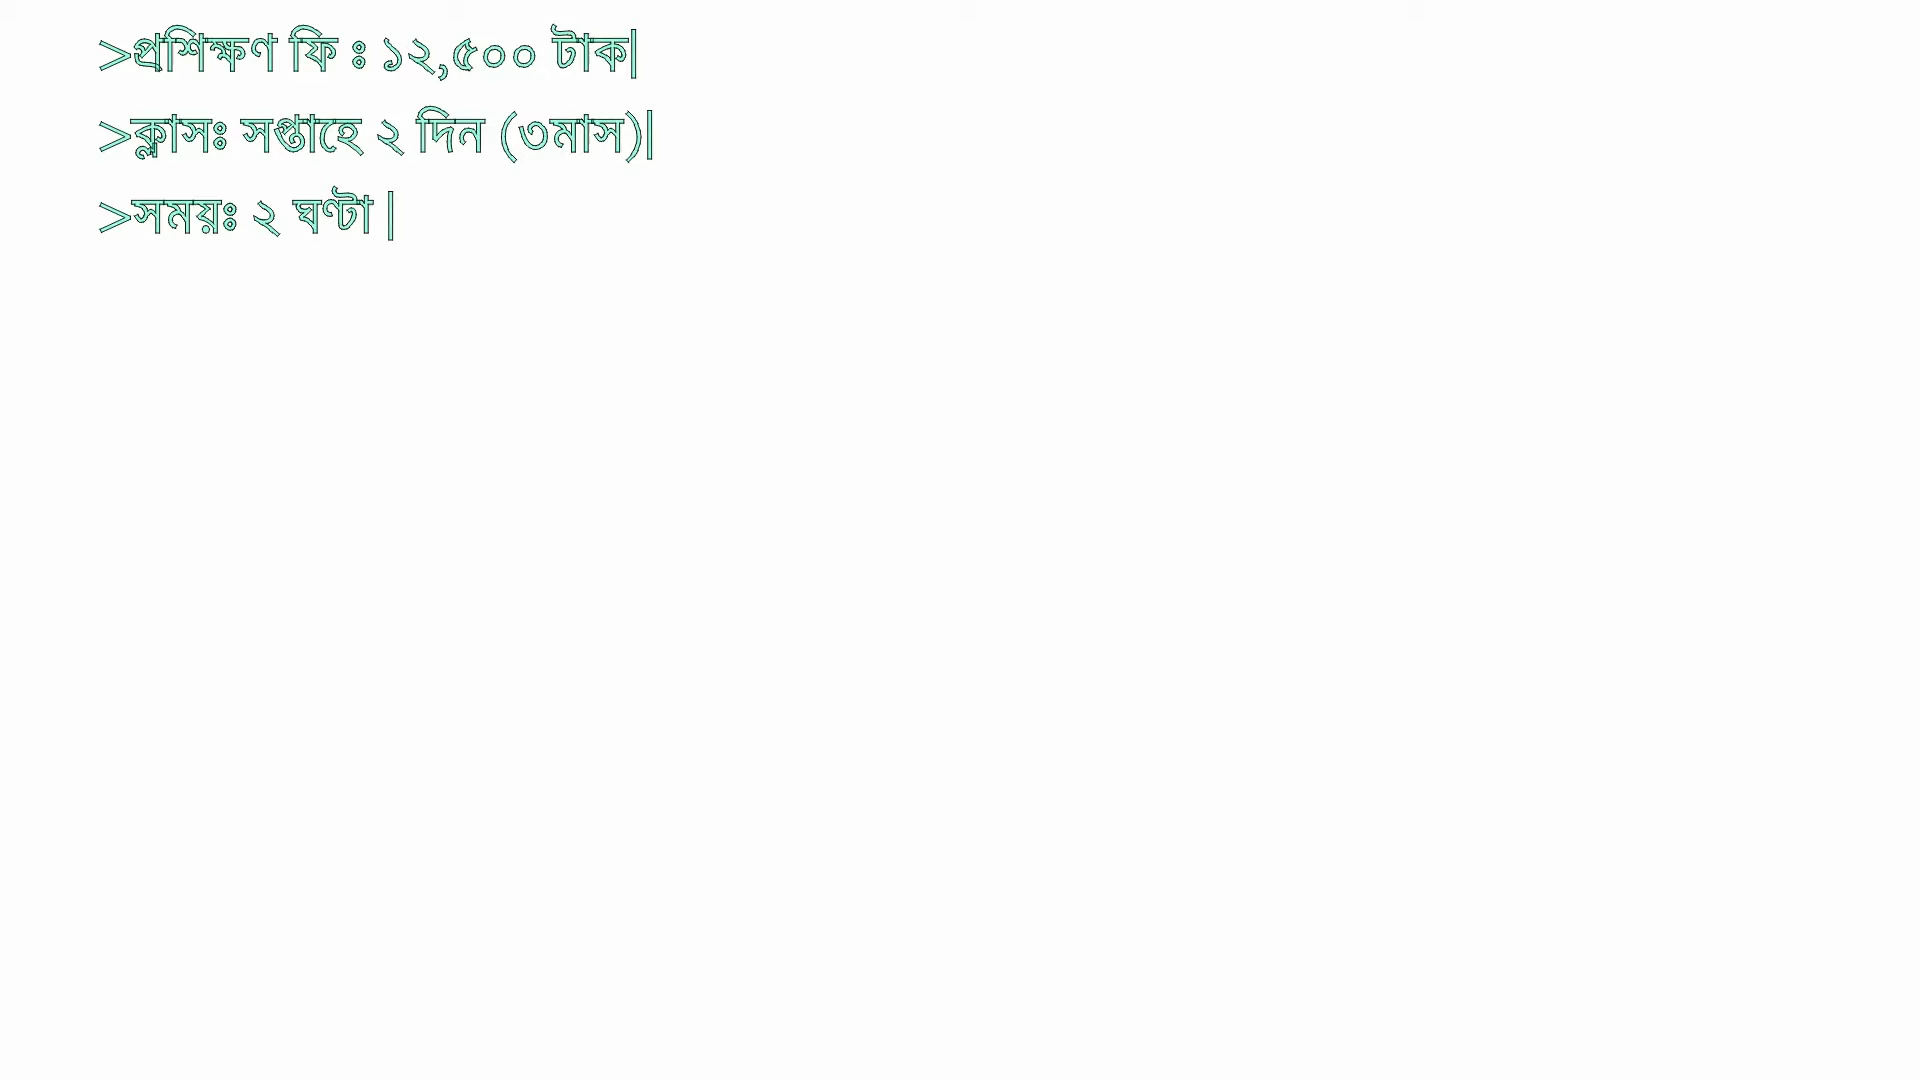 >প্রশিক্ষণ ফি ঃ ১২,৫০০ টাক|
>ক্লাসঃ সপ্তাহে ২ দিন (৩মাস)|
>সময়ঃ ২ ঘণ্টা |